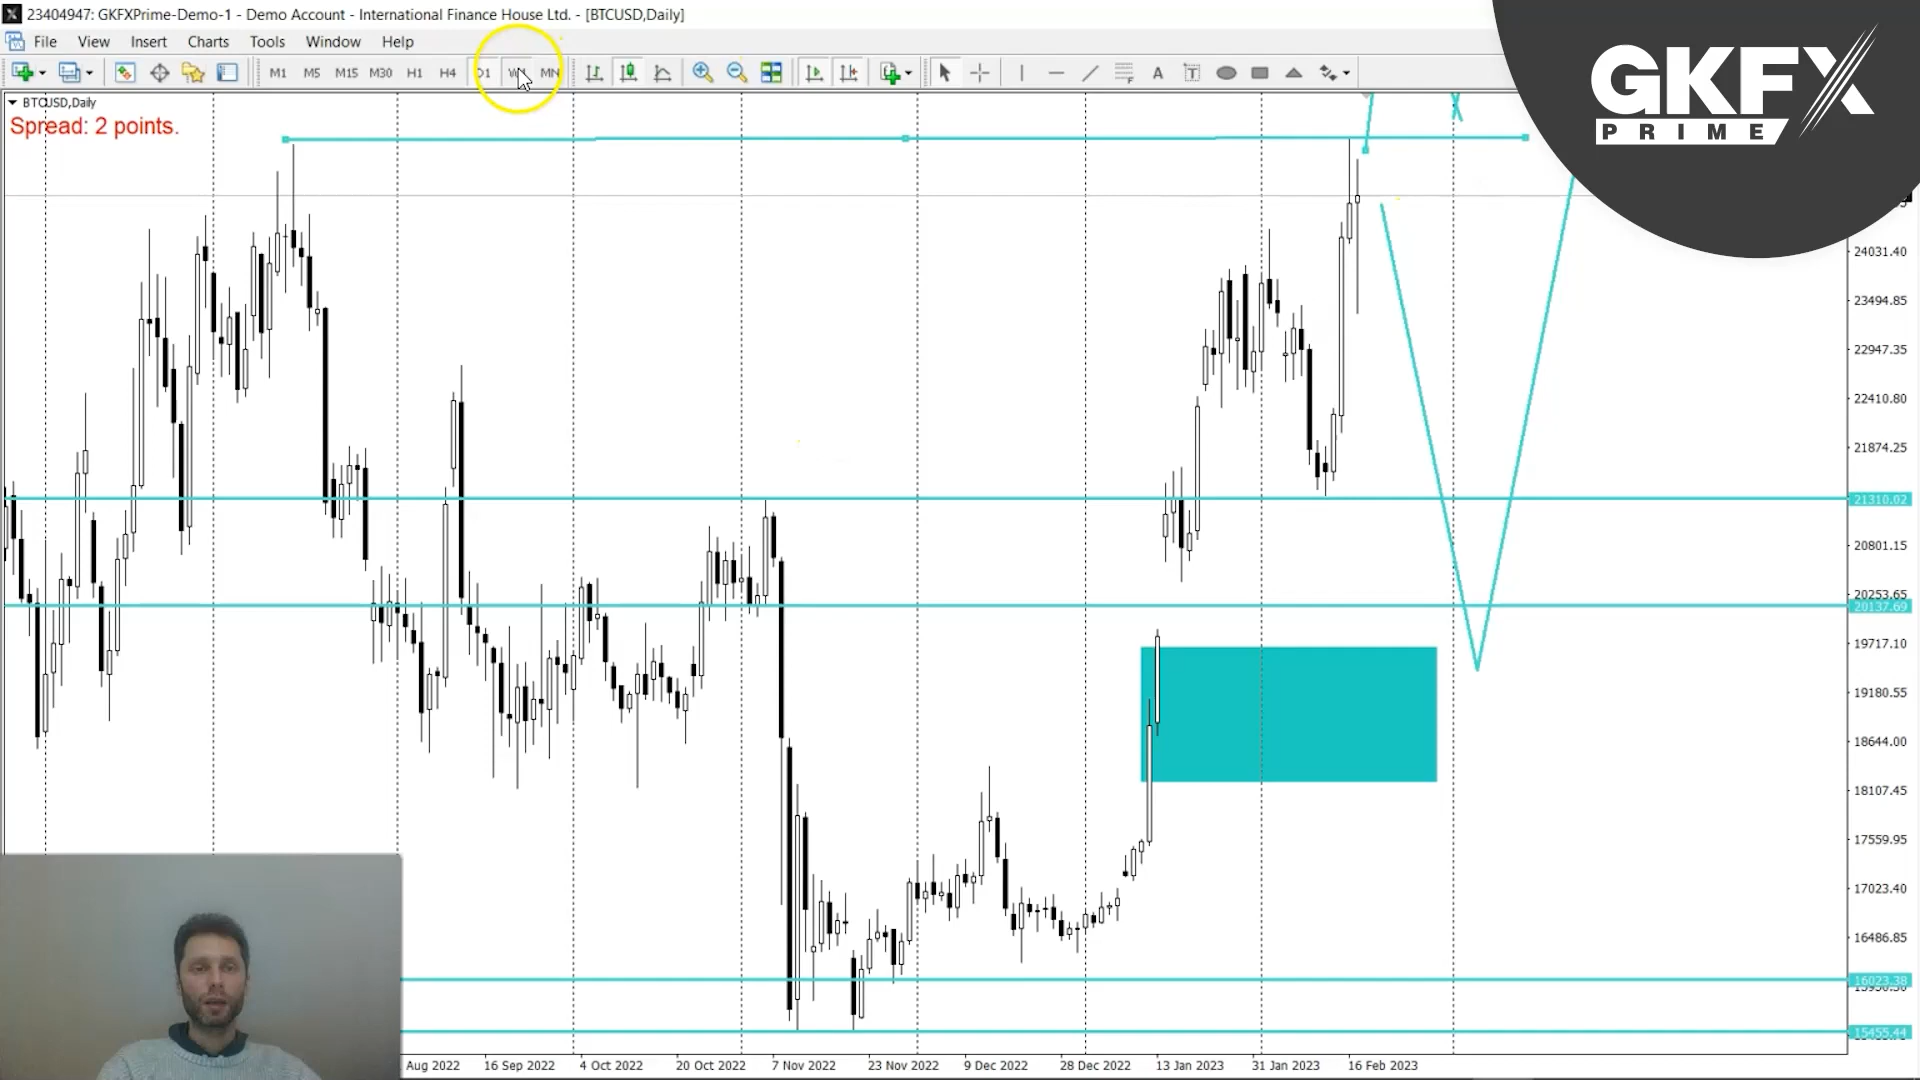 23404947: GKFXPrime-Demo-1 - Demo Account - International Finance House Ltd. - [BTCUSD,Daily]
File View Insert Charts Tools Window Help
M1 M5 M15 M30 H1 H4 D1 MN
BTCUSD,Daily
Spread: 2 points.
GKFX
PRIME
24031.40
23494.85
22947.35
22410.80
21874.25
21310.02
20801.15
20253.65
20137.69
19717.10
19180.55
18644.00
18107.45
17559.95
17023.40
16486.85
16023.38
15455.44
Aug 2022 16 Sep 2022 4 Oct 2022 20 Oct 2022 7 Nov 2022 23 Nov 2022 9 Dec 2022 28 Dec 2022 13 Jan 2023 31 Jan 2023 16 Feb 2023